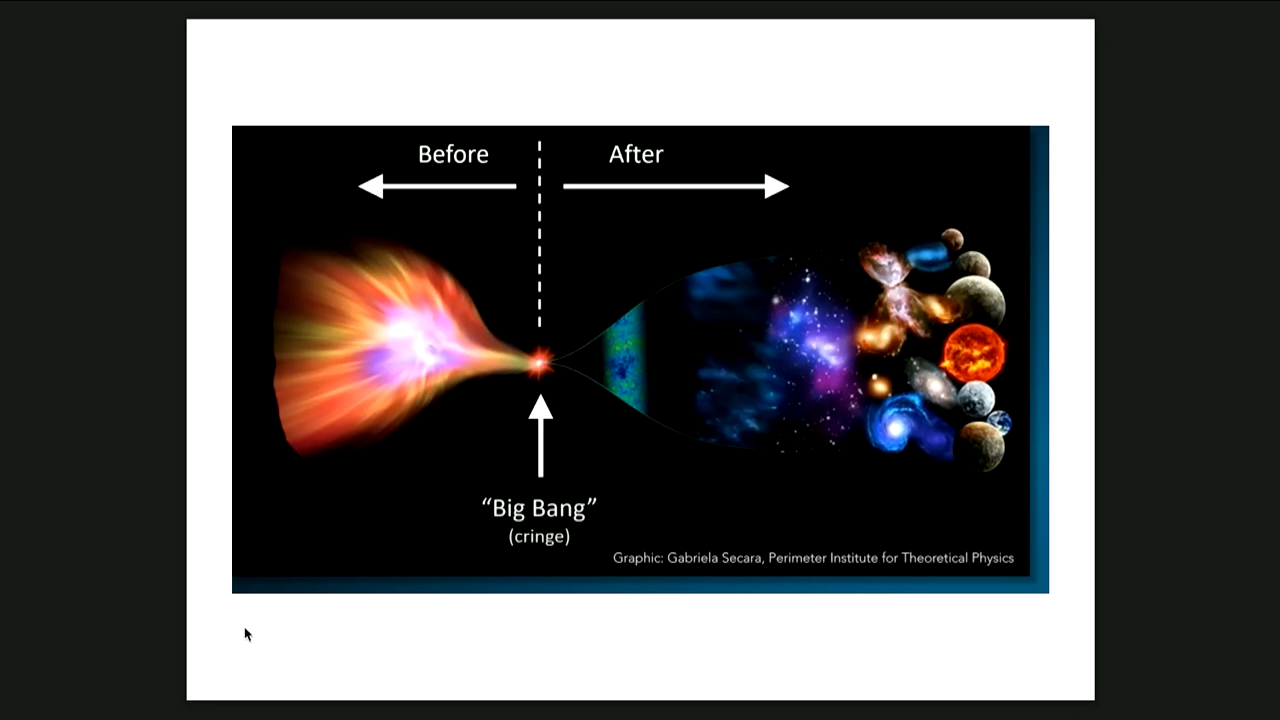 Before
After
“Big Bang”
(cringe)
Graphic: Gabriela Secara, Perimeter Institute for Theoretical Physics